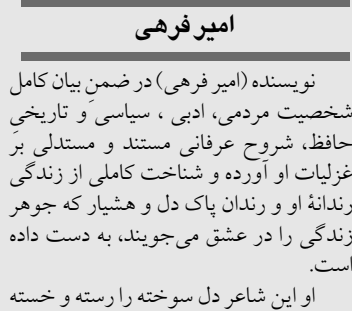 امیر فرهی
نویسنده (امیر فرهی) در ضمنِ بیان کامل
شخصیت مردمی، ادبی ، سیاسی و تاریخیِ
حافظ، شروح عرفانی مستند و مستدلی بر
غزلیات او آورده و شناخت کاملی از زندگی
رندانهٔ او و رندان پاک دل و هشیار که جوهر
زندگی را در عشق می‌جویند، به دست داده
است.
او این شاعر دل سوخته را رسته و خسته